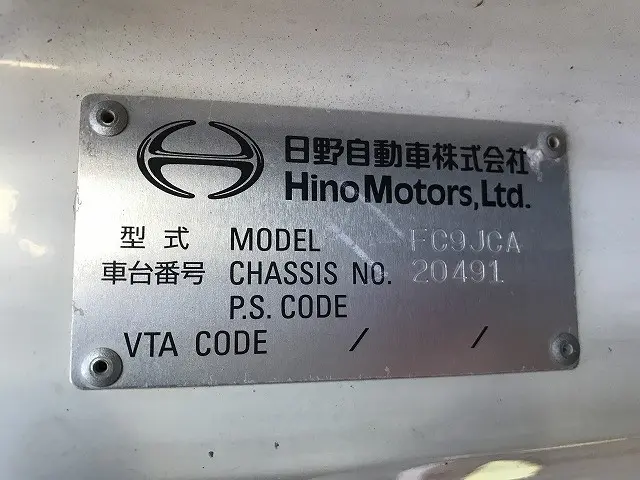 日野自動車株式会社
Hino Motors, Ltd.
型式 MODEL FC9JCA
車台番号 CHASSIS NO. 20491
P.S. CODE
VTA CODE / /